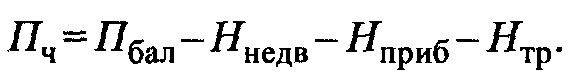 Пч = Пбал – Ннедв – Нприб – Нтр.